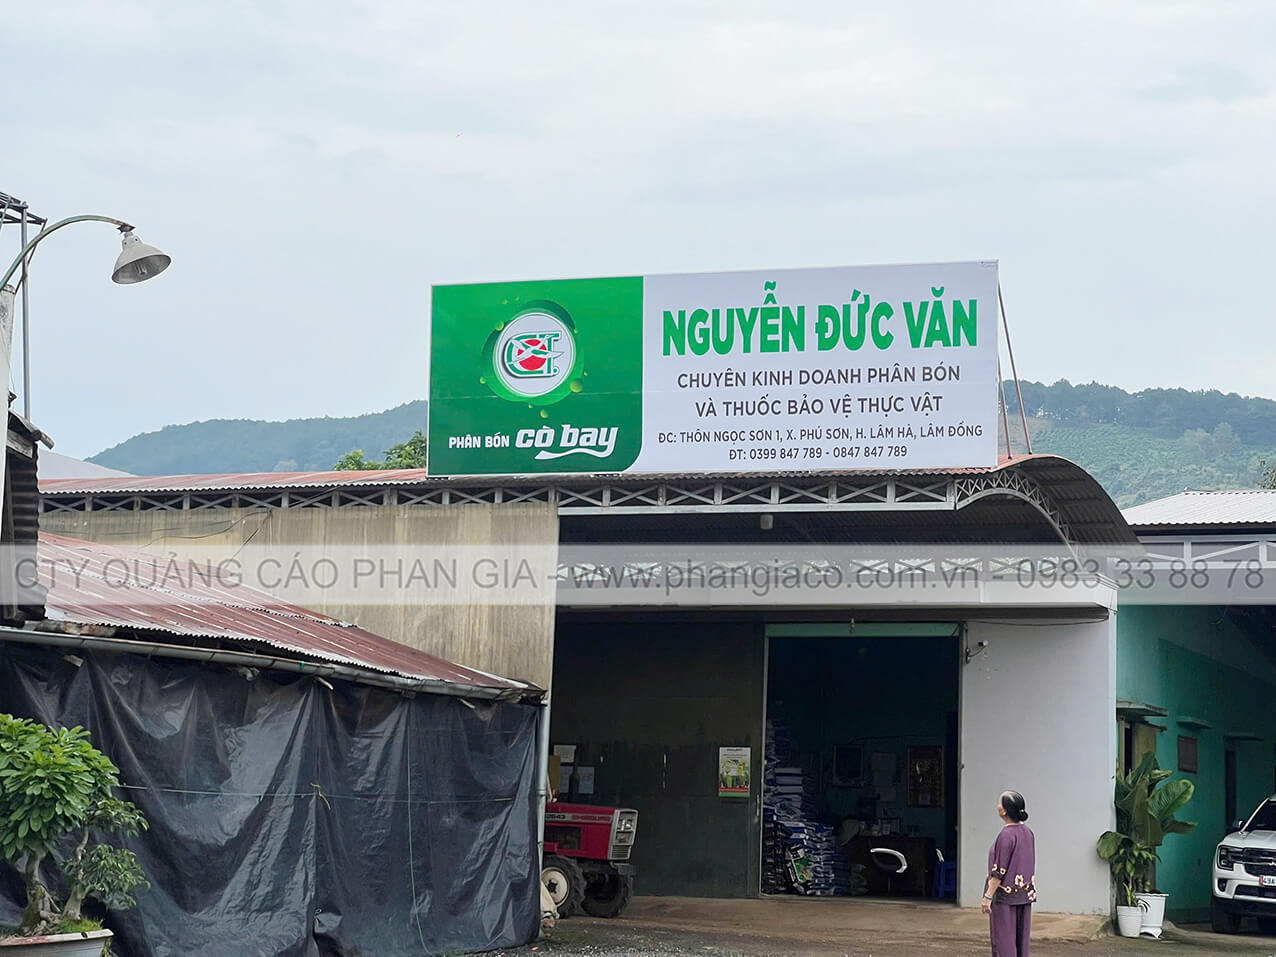 NGUYỄN ĐỨC VĂN
CHUYÊN KINH DOANH PHÂN BÓN
VÀ THUỐC BẢO VỆ THỰC VẬT
ĐC: THÔN NGỌC SƠN 1, X. PHÚ SƠN, H. LÂM HÀ, LÂM ĐỒNG
ĐT: 0399 847 789 - 0847 847 789
PHÂN BÓN cò bay
CTY QUẢNG CÁO PHAN GIA - www.phangiaco.com.vn - 0983 33 88 78